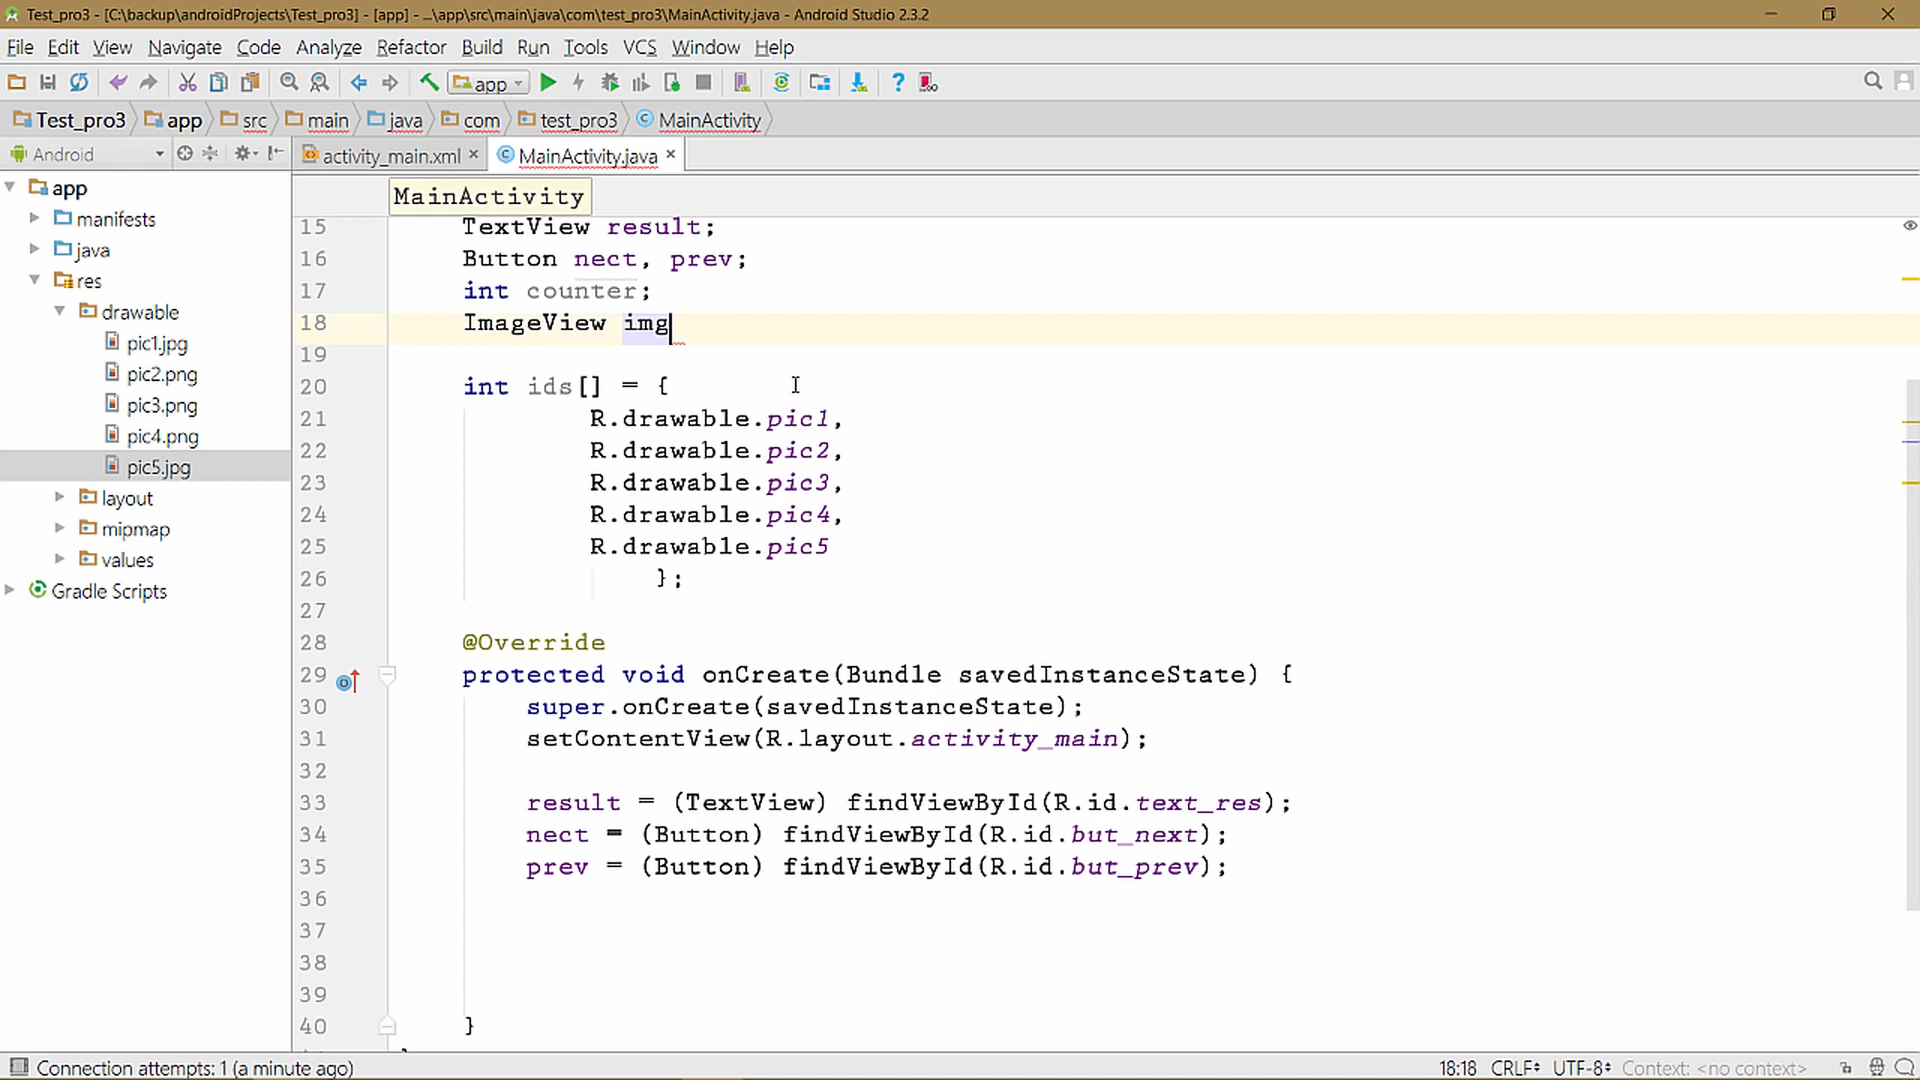 Test_pro3 - [C:\backup\androidProjects\Test_pro3] - [app] - ...\app\src\main\java\com\test_pro3\MainActivity.java - Android Studio 2.3.2
File Edit View Navigate Code Analyze Refactor Build Run Tools VCS Window Help
app
Test_pro3 app src main java com test_pro3 MainActivity
Android activity_main.xml MainActivity.java
app
manifests
java
res
drawable
pic1.jpg
pic2.png
pic3.png
pic4.png
pic5.jpg
layout
mipmap
values
Gradle Scripts
MainActivity
15 TextView result;
16 Button nect, prev;
17 int counter;
18 ImageView img
19
20 int ids[] = {
21 R.drawable.pic1,
22 R.drawable.pic2,
23 R.drawable.pic3,
24 R.drawable.pic4,
25 R.drawable.pic5
26 };
27
28 @Override
29 protected void onCreate(Bundle savedInstanceState) {
30 super.onCreate(savedInstanceState);
31 setContentView(R.layout.activity_main);
32
33 result = (TextView) findViewById(R.id.text_res);
34 nect = (Button) findViewById(R.id.but_next);
35 prev = (Button) findViewById(R.id.but_prev);
36
37
38
39
40 }
Connection attempts: 1 (a minute ago) 18:18 CRLF UTF-8 Context: <no context>